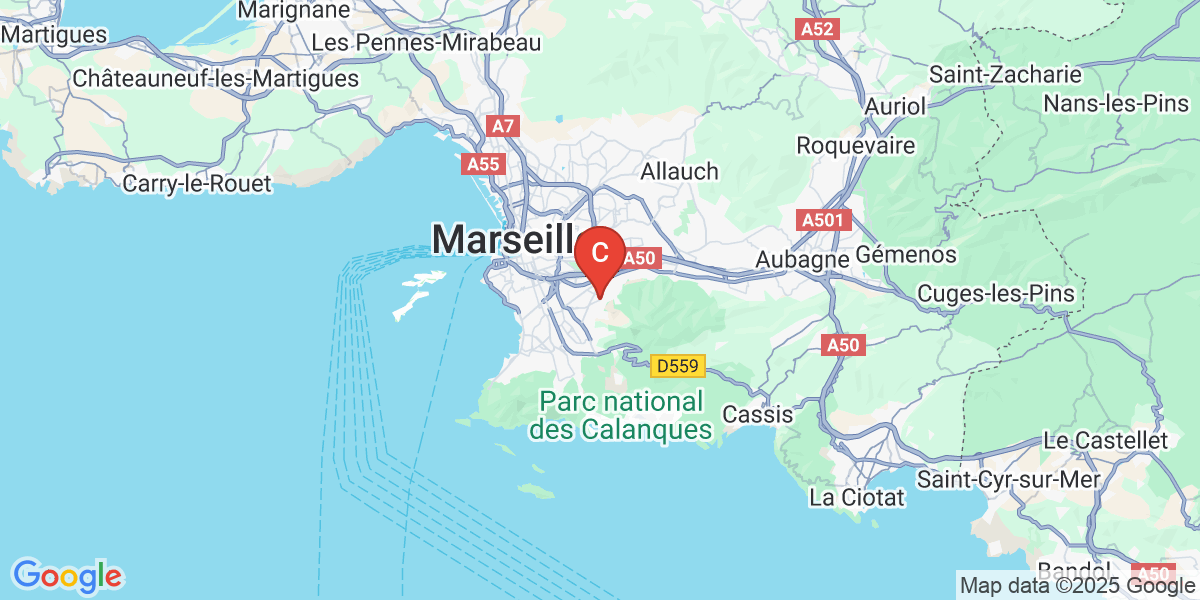 Marignane
Martigues
A52
Les Pennes-Mirabeau
Châteauneuf-les-Martigues
Saint-Zacharie
Nans-les-Pins
Auriol
A7
Roquevaire
A55
Allauch
Carry-le-Rouet
A501
Marseille
C
A50
Aubagne
Gémenos
Cuges-les-Pins
A50
D559
Parc national
des Calanques
Cassis
Le Castellet
Saint-Cyr-sur-Mer
La Ciotat
Bandol
A50
Google
Map data ©2025 Google